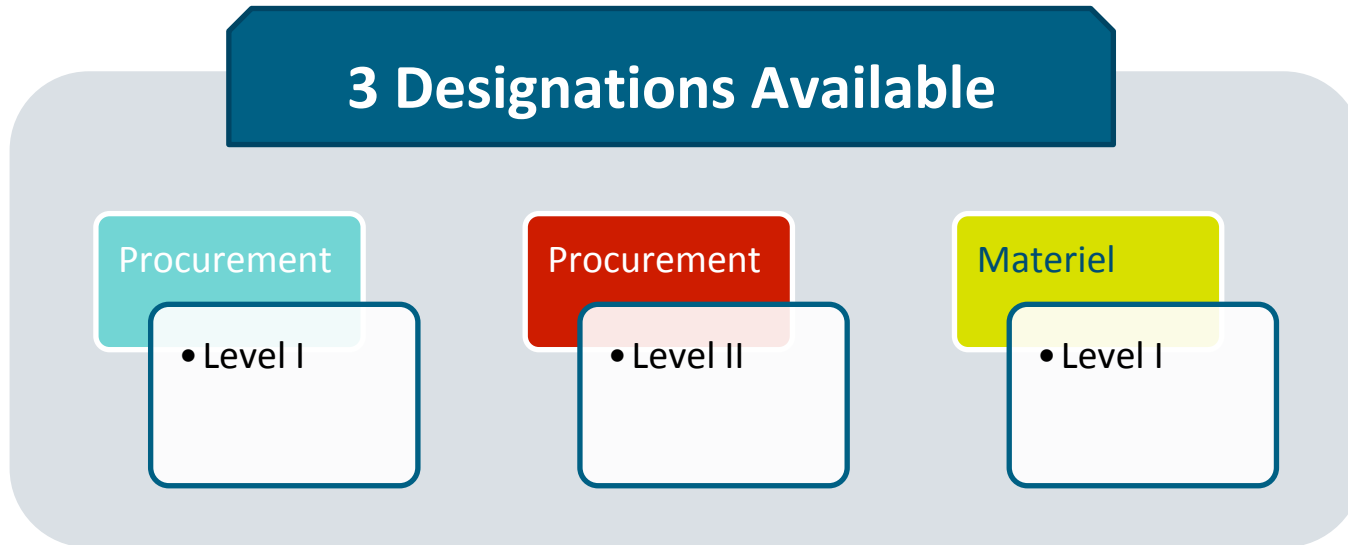 3 Designations Available
Procurement
• Level I
Procurement
• Level II
Materiel
• Level I